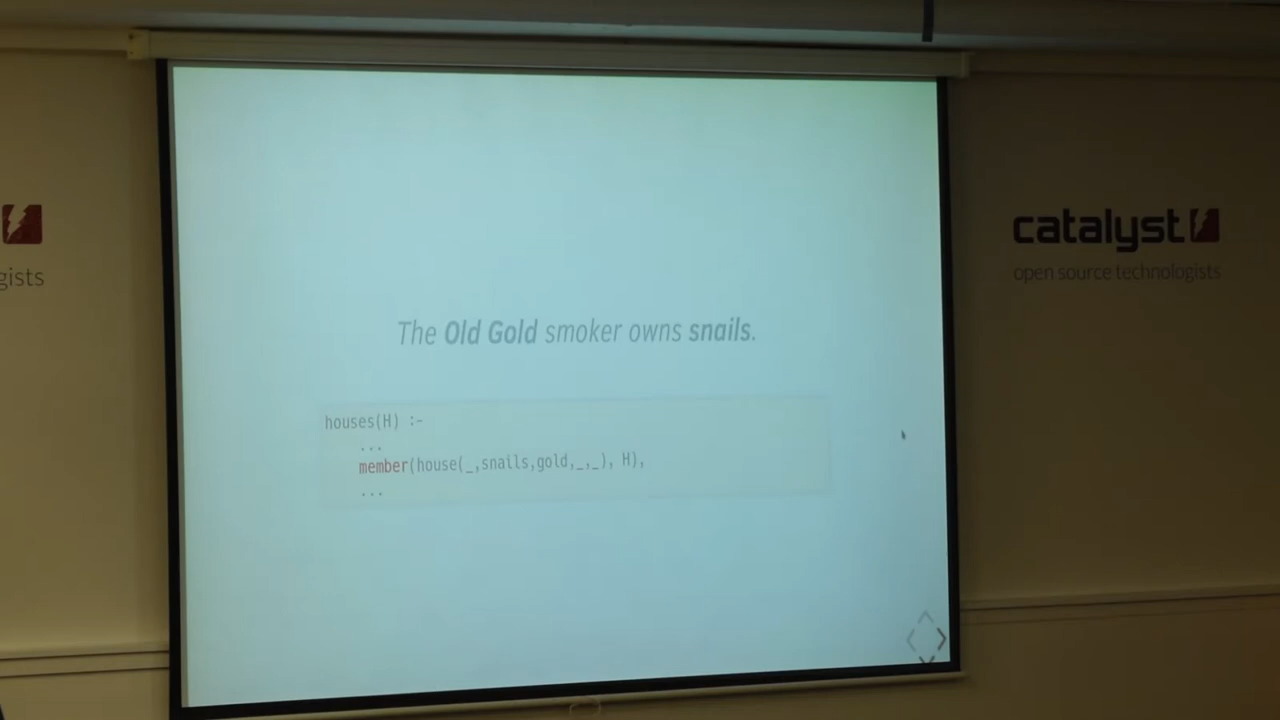 The Old Gold smoker owns snails.
houses(H) :-
...
member(house(_,snails,gold,_,_), H),
...
catalyst
open source technologists
gists